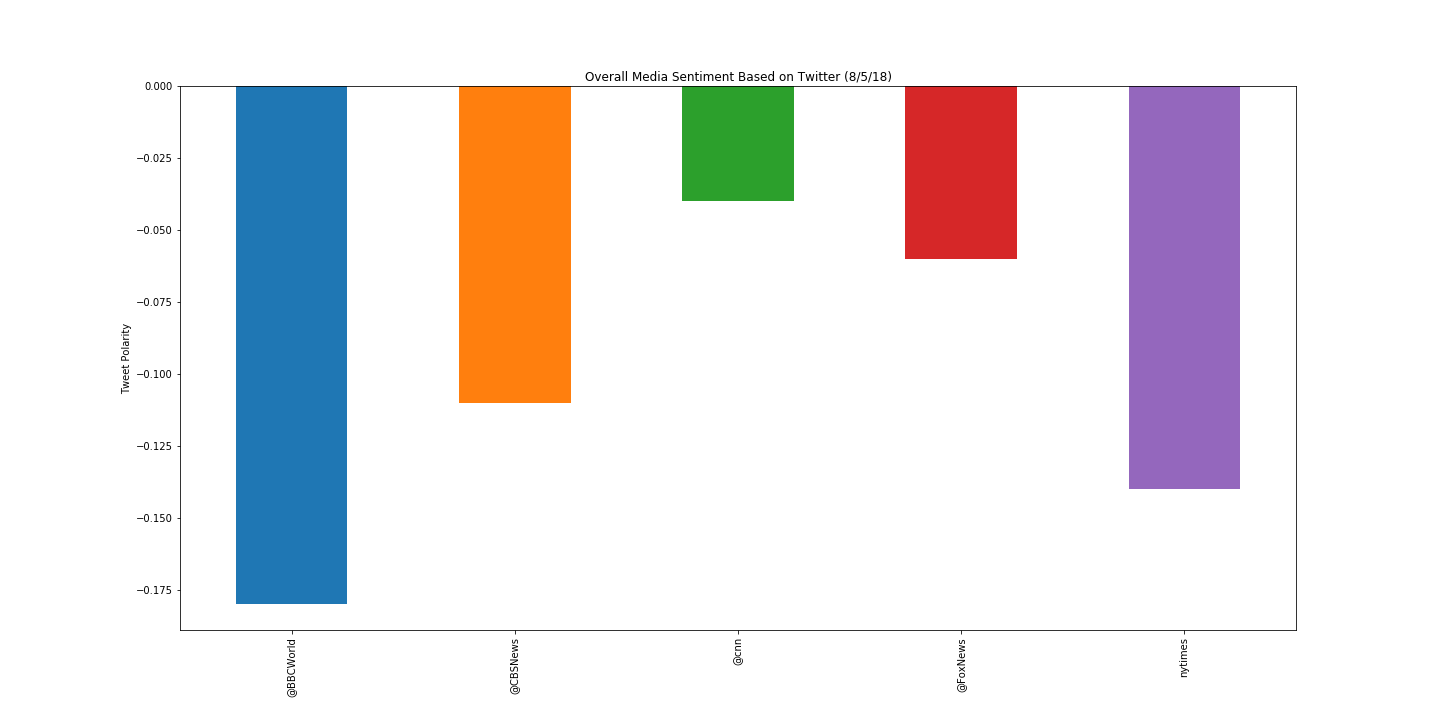 Overall Media Sentiment Based on Twitter (8/5/18)
0.000
−0.025
−0.050
−0.075
−0.100
−0.125
−0.150
−0.175
Tweet Polarity
@BBCWorld
@CBSNews
@cnn
@FoxNews
nytimes